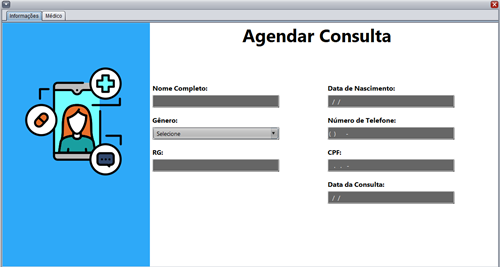 Informações Médico
Agendar Consulta
Nome Completo:
Data de Nascimento:
/ /
Gênero:
Selecione
Número de Telefone:
( ) -
RG:
CPF:
. . -
Data da Consulta:
/ /